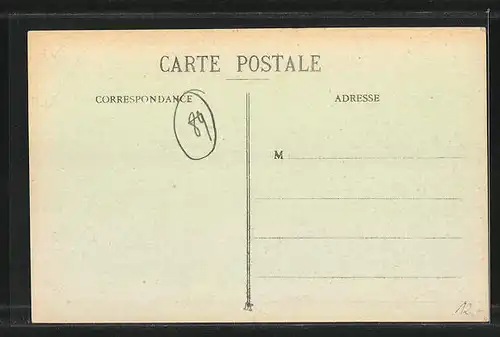 CARTE POSTALE
CORRESPONDANCE
ADRESSE
89
M
12.-